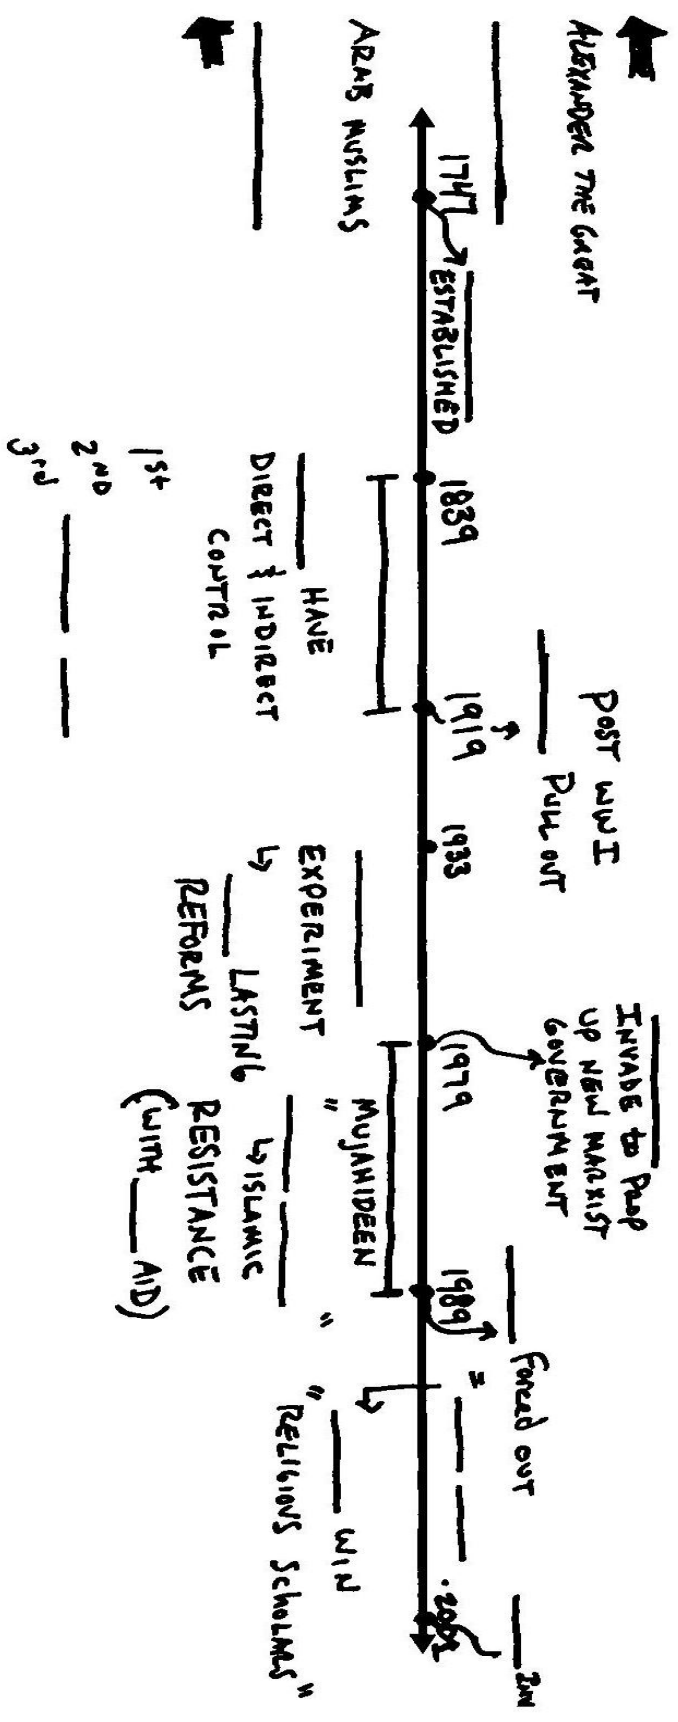 ALEXANDER THE GREAT
ARAB MUSLIMS
1747
ESTABLISHED
1839
HAVE
DIRECT & INDIRECT
CONTROL
1st
2ND
3rd
1919
POST WWI
PULL OUT
1933
EXPERIMENT
LASTING
REFORMS
1979
INVADE to PROP
UP NEW MARXIST
GOVERNMENT
MUJAHIDEEN
"                "
ISLAMIC
RESISTANCE
(WITH ___ AID)
1989
Forced OUT
=
WIN
"RELIGIOUS ScHOLARS"
2001